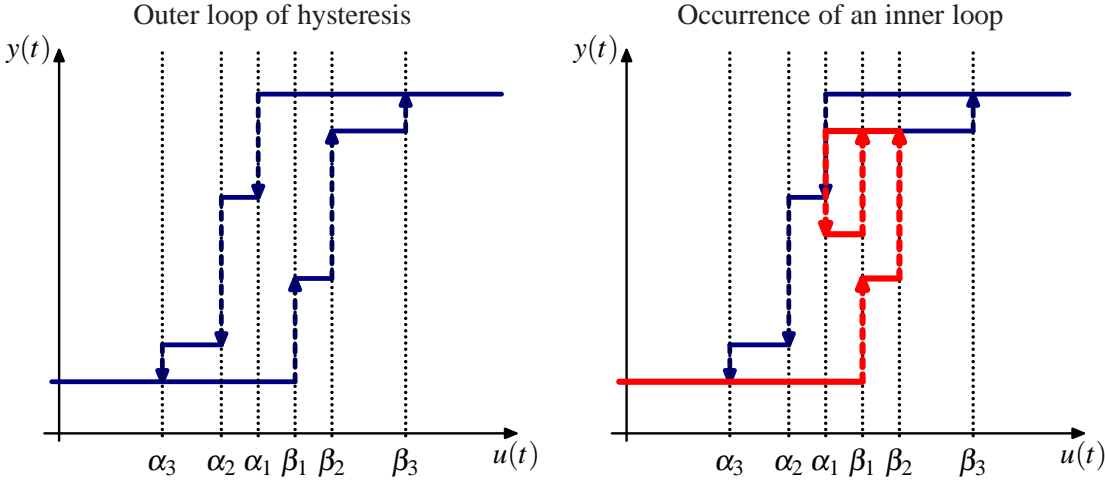 Outer loop of hysteresis
y(t)
α₃ α₂ α₁ β₁ β₂ β₃ u(t)
Occurrence of an inner loop
y(t)
α₃ α₂ α₁ β₁ β₂ β₃ u(t)